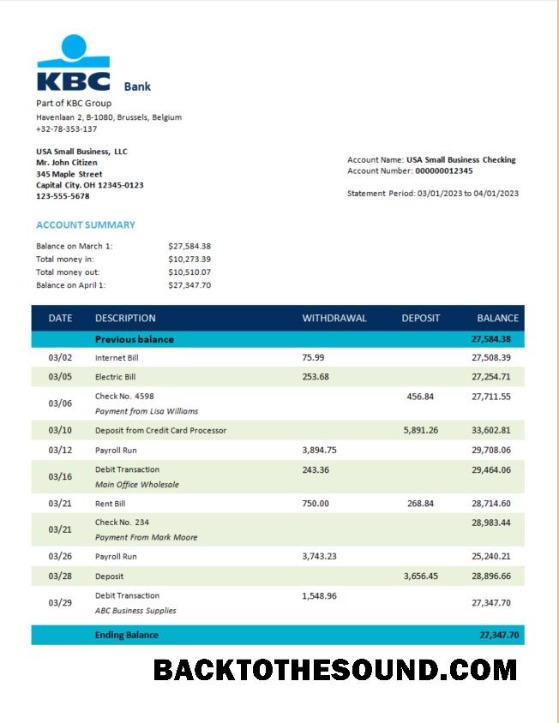 KBC Bank
Part of KBC Group
Havenlaan 2, B-1080, Brussels, Belgium
+32-78-353-137
USA Small Business, LLC
Mr. John Citizen
345 Maple Street
Capital City. OH 12345-0123
123-555-5678
Account Name: USA Small Business Checking
Account Number: 000000012345
Statement Period: 03/01/2023 to 04/01/2023
ACCOUNT SUMMARY
Balance on March 1: $27,584.38
Total money in: $10,273.39
Total money out: $10,510.07
Balance on April 1: $27,347.70
DATE DESCRIPTION WITHDRAWAL DEPOSIT BALANCE
Previous balance 27,584.38
03/02 Internet Bill 75.99 27,508.39
03/05 Electric Bill 253.68 27,254.71
03/06 Check No. 4598 456.84 27,711.55
Payment from Lisa Williams
03/10 Deposit from Credit Card Processor 5,891.26 33,602.81
03/12 Payroll Run 3,894.75 29,708.06
03/16 Debit Transaction 243.36 29,464.06
Main Office Wholesale
03/21 Rent Bill 750.00 268.84 28,714.60
03/21 Check No. 234 28,983.44
Payment From Mark Moore
03/26 Payroll Run 3,743.23 25,240.21
03/28 Deposit 3,656.45 28,896.66
03/29 Debit Transaction 1,548.96 27,347.70
ABC Business Supplies
Ending Balance 27,347.70
BACKTOTHESOUND.COM